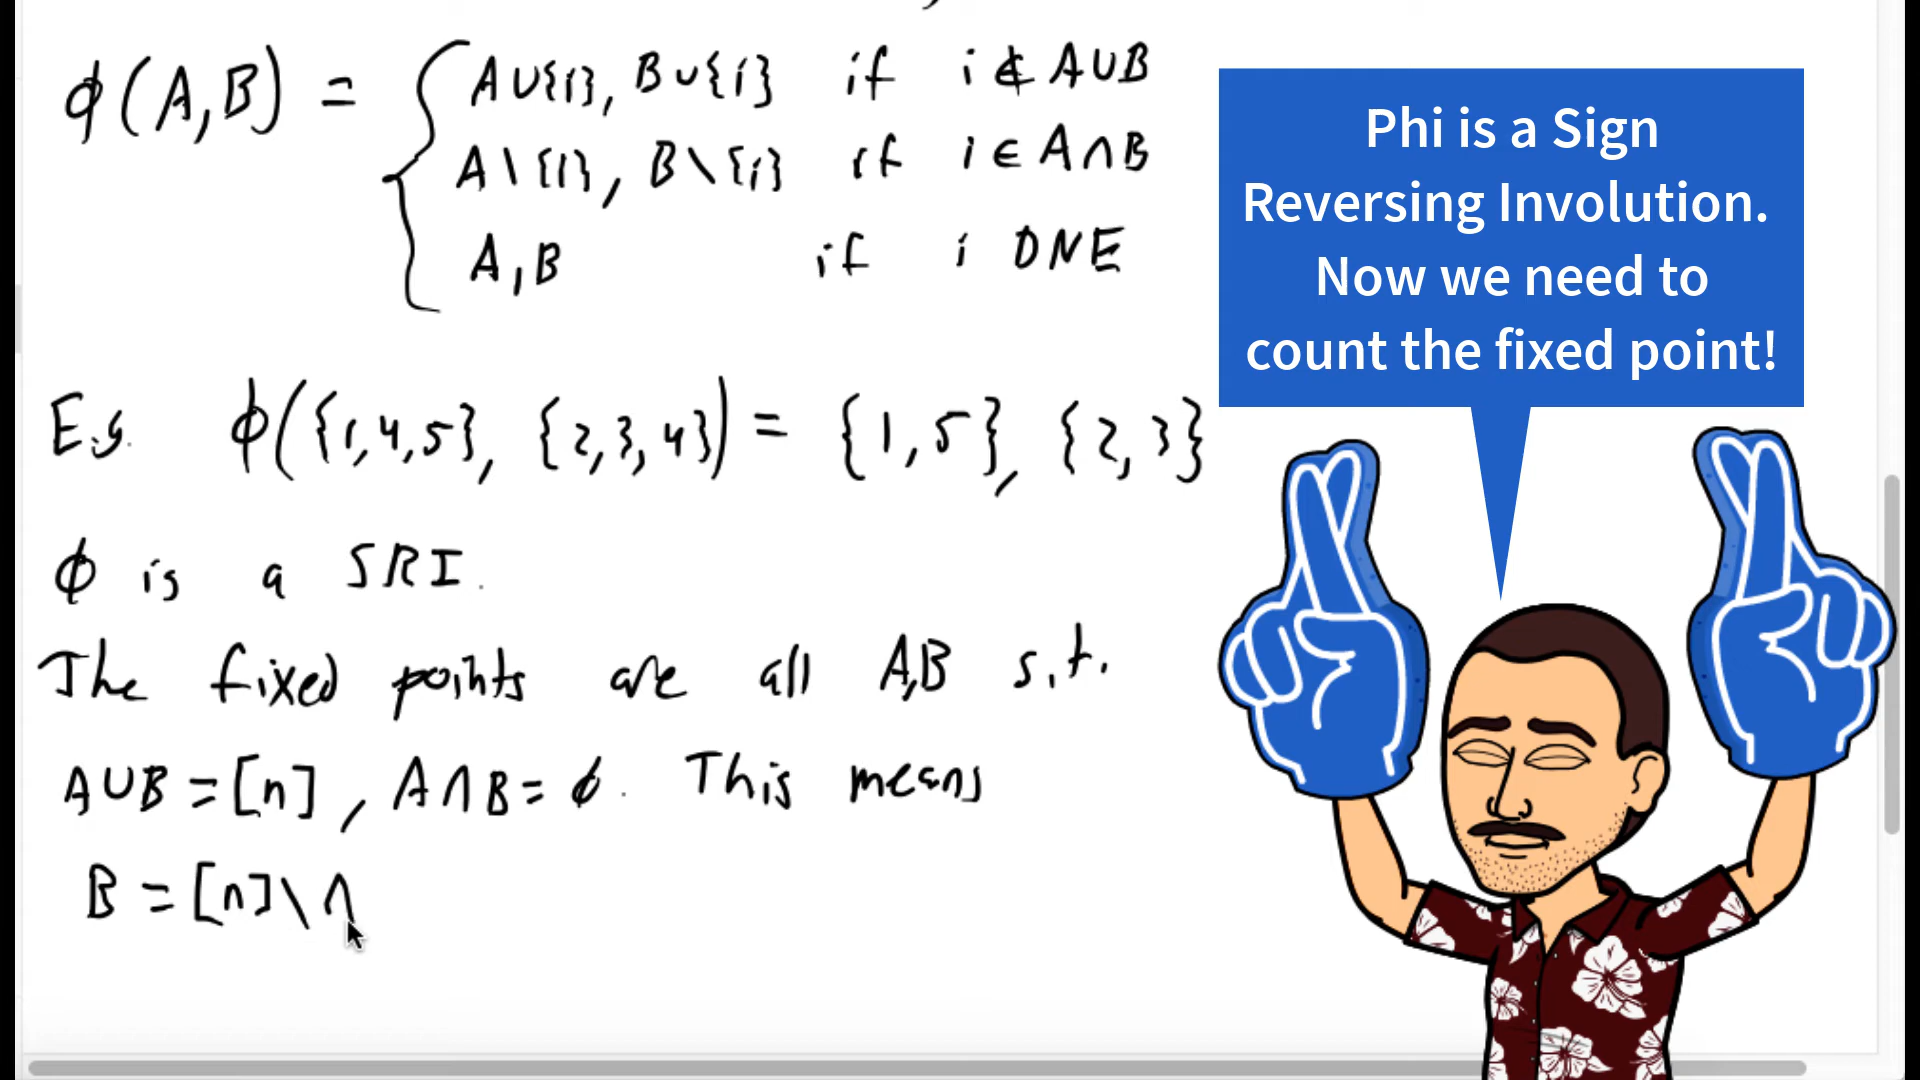 ϕ(A,B) = { A∪{i}, B∪{i} if i ∉ A∪B
A \ {i}, B \ {i} if i ∈ A∩B
A, B if i DNE
E.g. ϕ({1,4,5}, {2,3,4}) = {1,5}, {2,3}
ϕ is a SRI.
The fixed points are all A,B s.t.
A∪B = [n], A∩B = ϕ. This means
B = [n] \
Phi is a Sign
Reversing Involution.
Now we need to
count the fixed point!